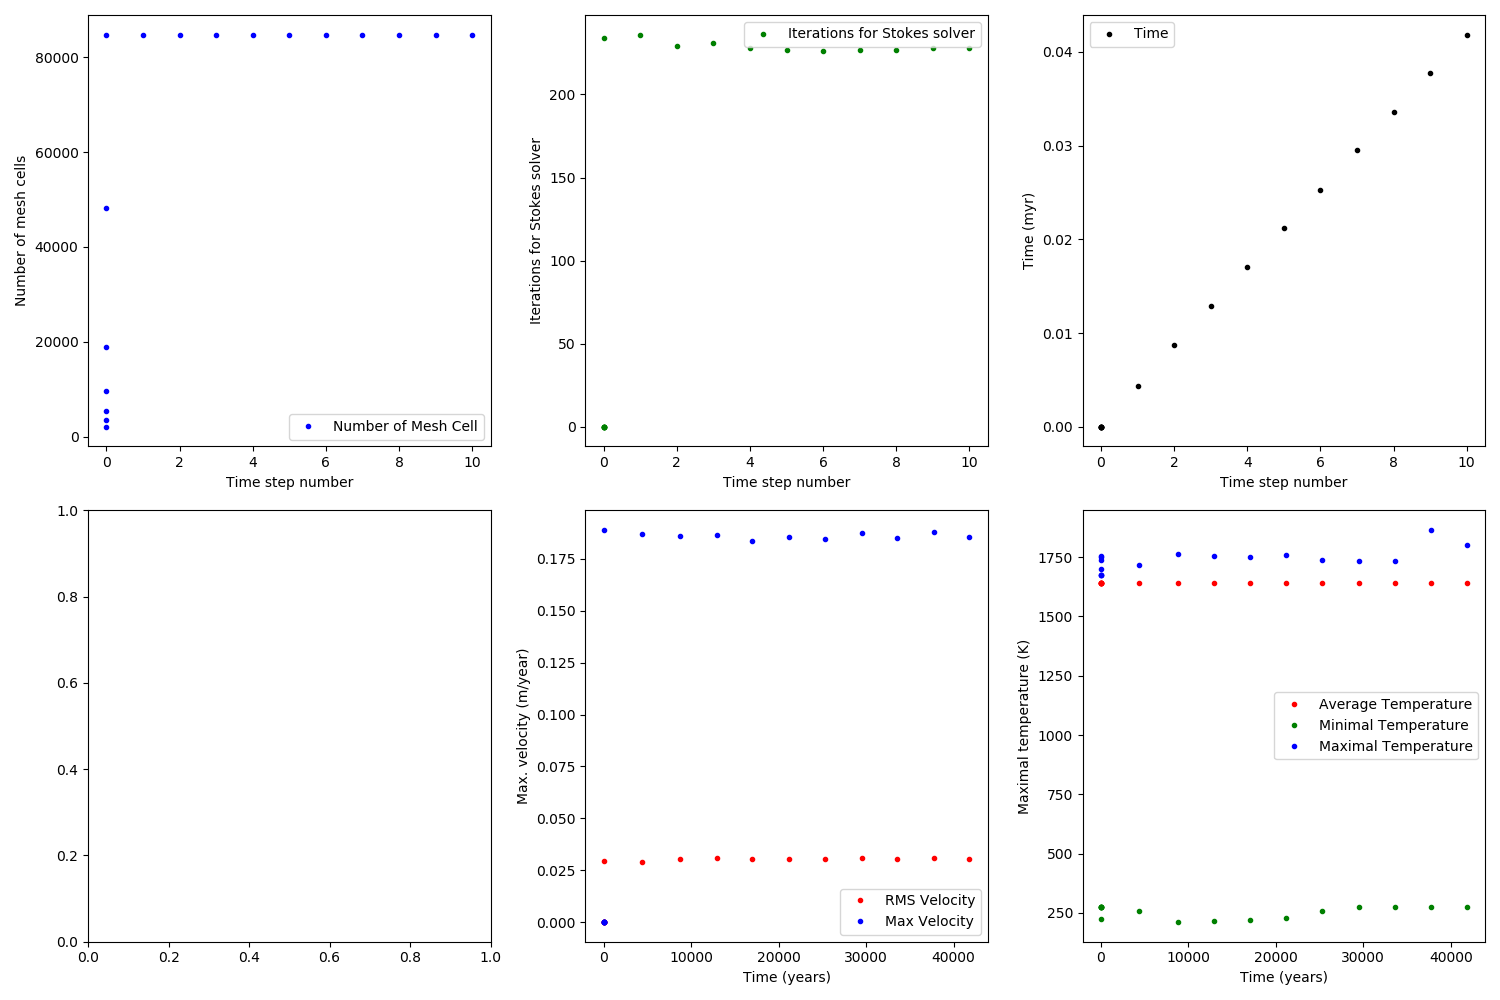 80000
60000
40000
20000
0
Number of mesh cells
Number of Mesh Cell
0 2 4 6 8 10
Time step number
200
150
100
50
0
Iterations for Stokes solver
Iterations for Stokes solver
0 2 4 6 8 10
Time step number
0.04
0.03
0.02
0.01
0.00
Time (myr)
Time
0 2 4 6 8 10
Time step number
1.0
0.8
0.6
0.4
0.2
0.0
0.0 0.2 0.4 0.6 0.8 1.0
0.175
0.150
0.125
0.100
0.075
0.050
0.025
0.000
Max. velocity (m/year)
RMS Velocity
Max Velocity
0 10000 20000 30000 40000
Time (years)
1750
1500
1250
1000
750
500
250
Maximal temperature (K)
Average Temperature
Minimal Temperature
Maximal Temperature
0 10000 20000 30000 40000
Time (years)